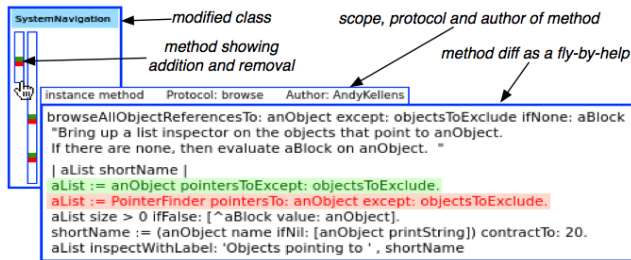 SystemNavigation
modified class
scope, protocol and author of method
method showing
addition and removal
method diff as a fly-by-help
instance method Protocol: browse Author: AndyKellens
browseAllObjectReferencesTo: anObject except: objectsToExclude ifNone: aBlock
"Bring up a list inspector on the objects that point to anObject.
If there are none, then evaluate aBlock on anObject. "
| aList shortName |
aList := anObject pointersToExcept: objectsToExclude.
aList := PointerFinder pointersTo: anObject except: objectsToExclude.
aList size > 0 ifFalse: [^aBlock value: anObject].
shortName := (anObject name ifNil: [anObject printString]) contractTo: 20.
aList inspectWithLabel: 'Objects pointing to ' , shortName